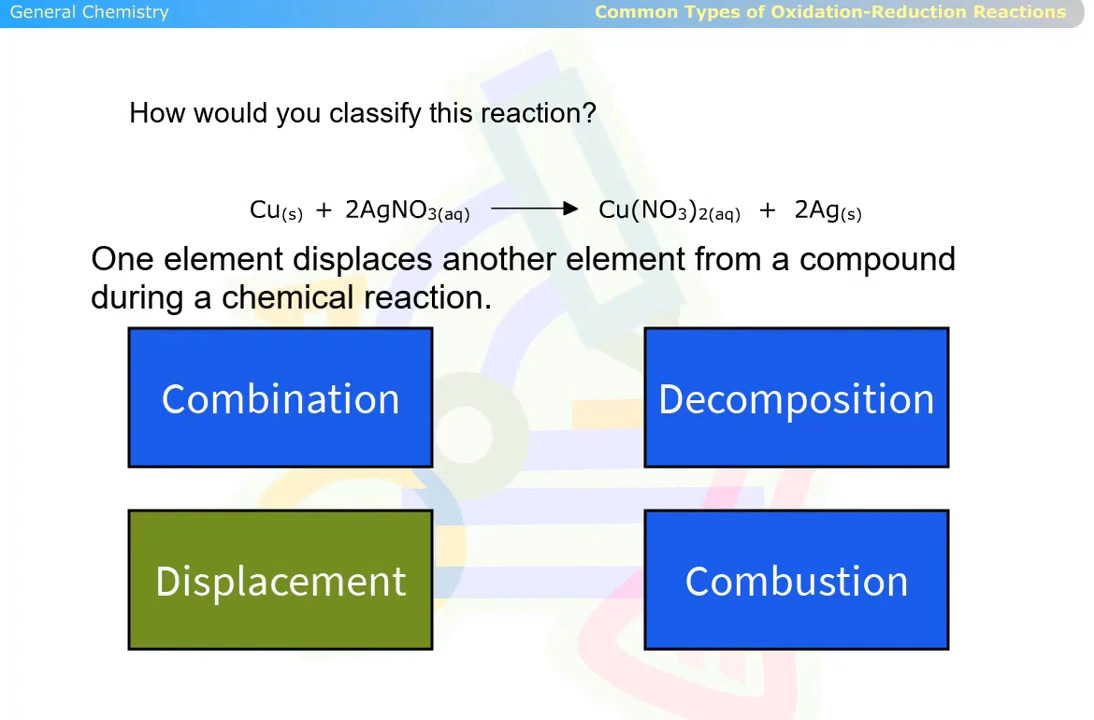 General Chemistry
Common Types of Oxidation-Reduction Reactions
How would you classify this reaction?
Cu(s) + 2AgNO3(aq) ⟶ Cu(NO3)2(aq) + 2Ag(s)
One element displaces another element from a compound
during a chemical reaction.
Combination
Decomposition
Displacement
Combustion